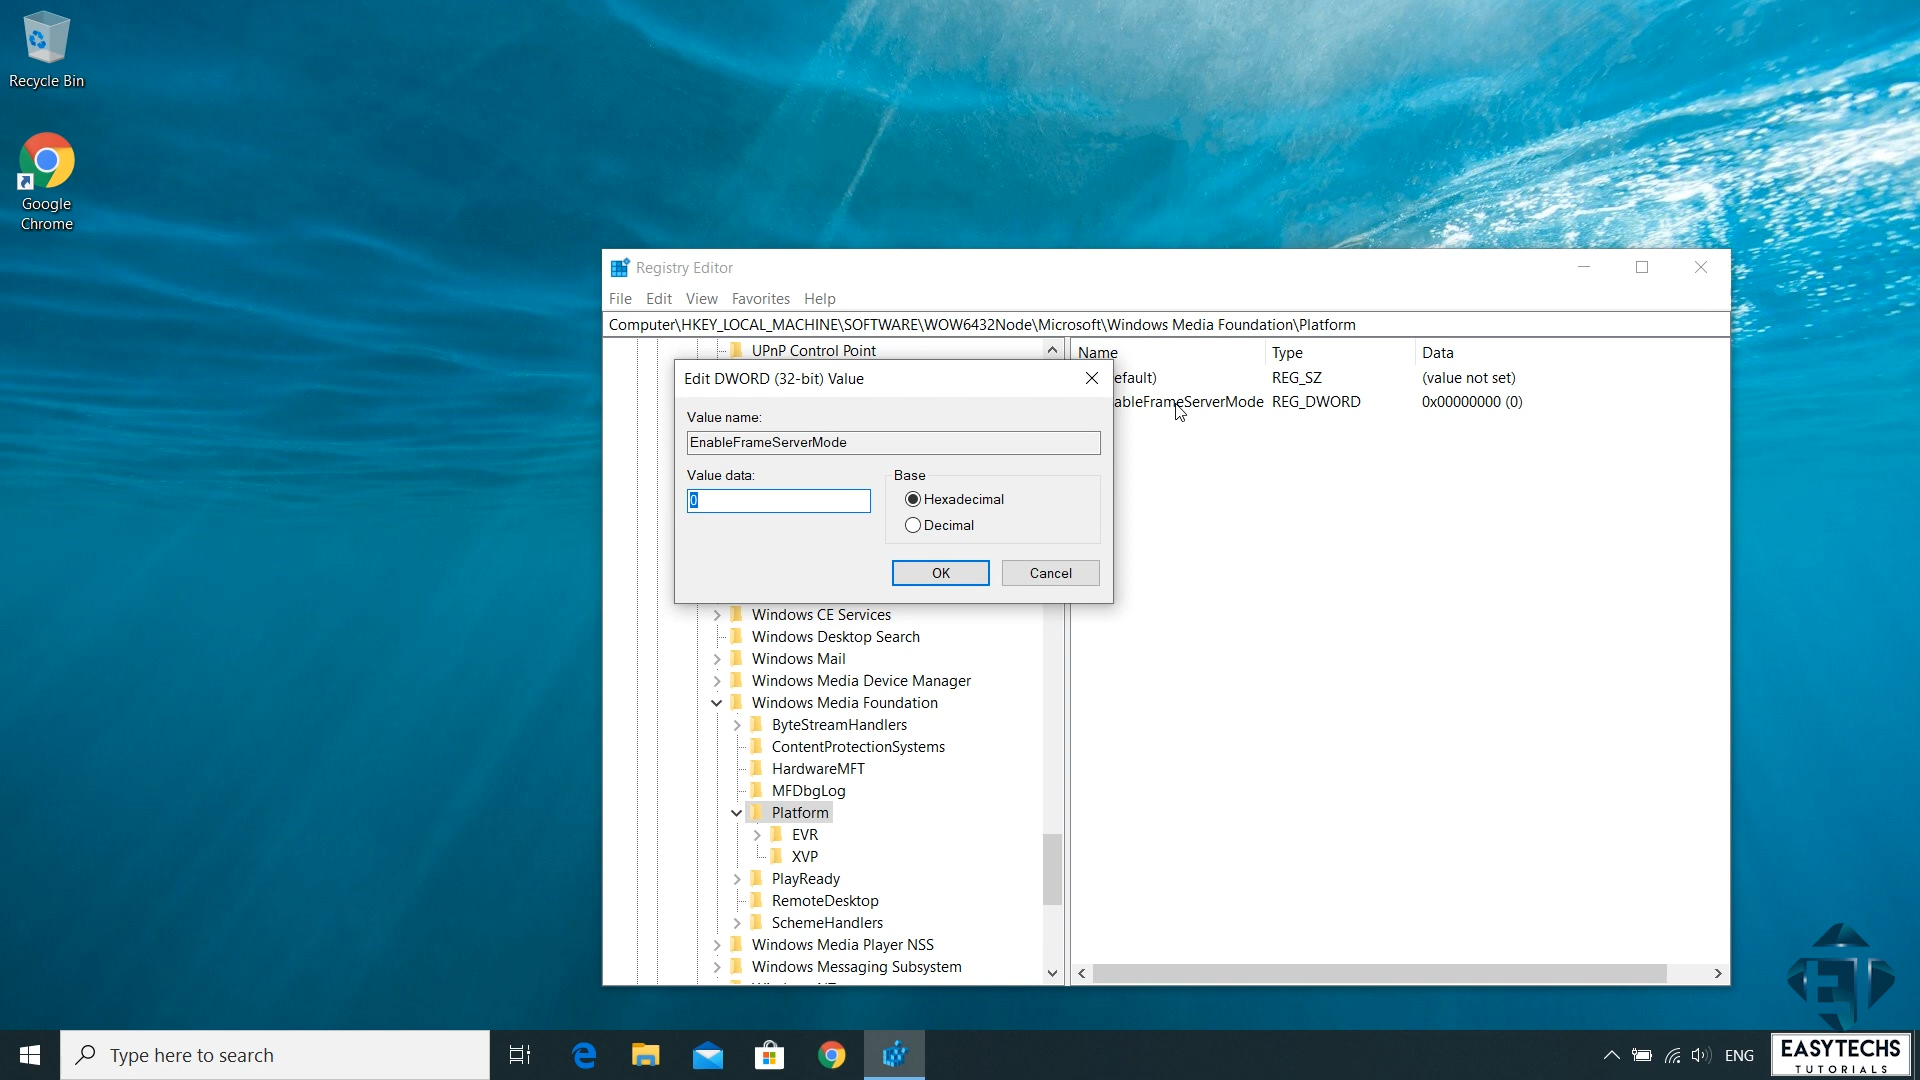 Recycle Bin
Google
Chrome
Registry Editor
File Edit View Favorites Help
Computer\HKEY_LOCAL_MACHINE\SOFTWARE\WOW6432Node\Microsoft\Windows Media Foundation\Platform
UPnP Control Point
Name Type Data
efault) REG_SZ (value not set)
ableFrameServerMode REG_DWORD 0x00000000 (0)
Edit DWORD (32-bit) Value
Value name:
EnableFrameServerMode
Value data:
0
Base
Hexadecimal
Decimal
OK Cancel
Windows CE Services
Windows Desktop Search
Windows Mail
Windows Media Device Manager
Windows Media Foundation
ByteStreamHandlers
ContentProtectionSystems
HardwareMFT
MFDbgLog
Platform
EVR
XVP
PlayReady
RemoteDesktop
SchemeHandlers
Windows Media Player NSS
Windows Messaging Subsystem
Type here to search
ENG
ET
EASYTECHS
TUTORIALS